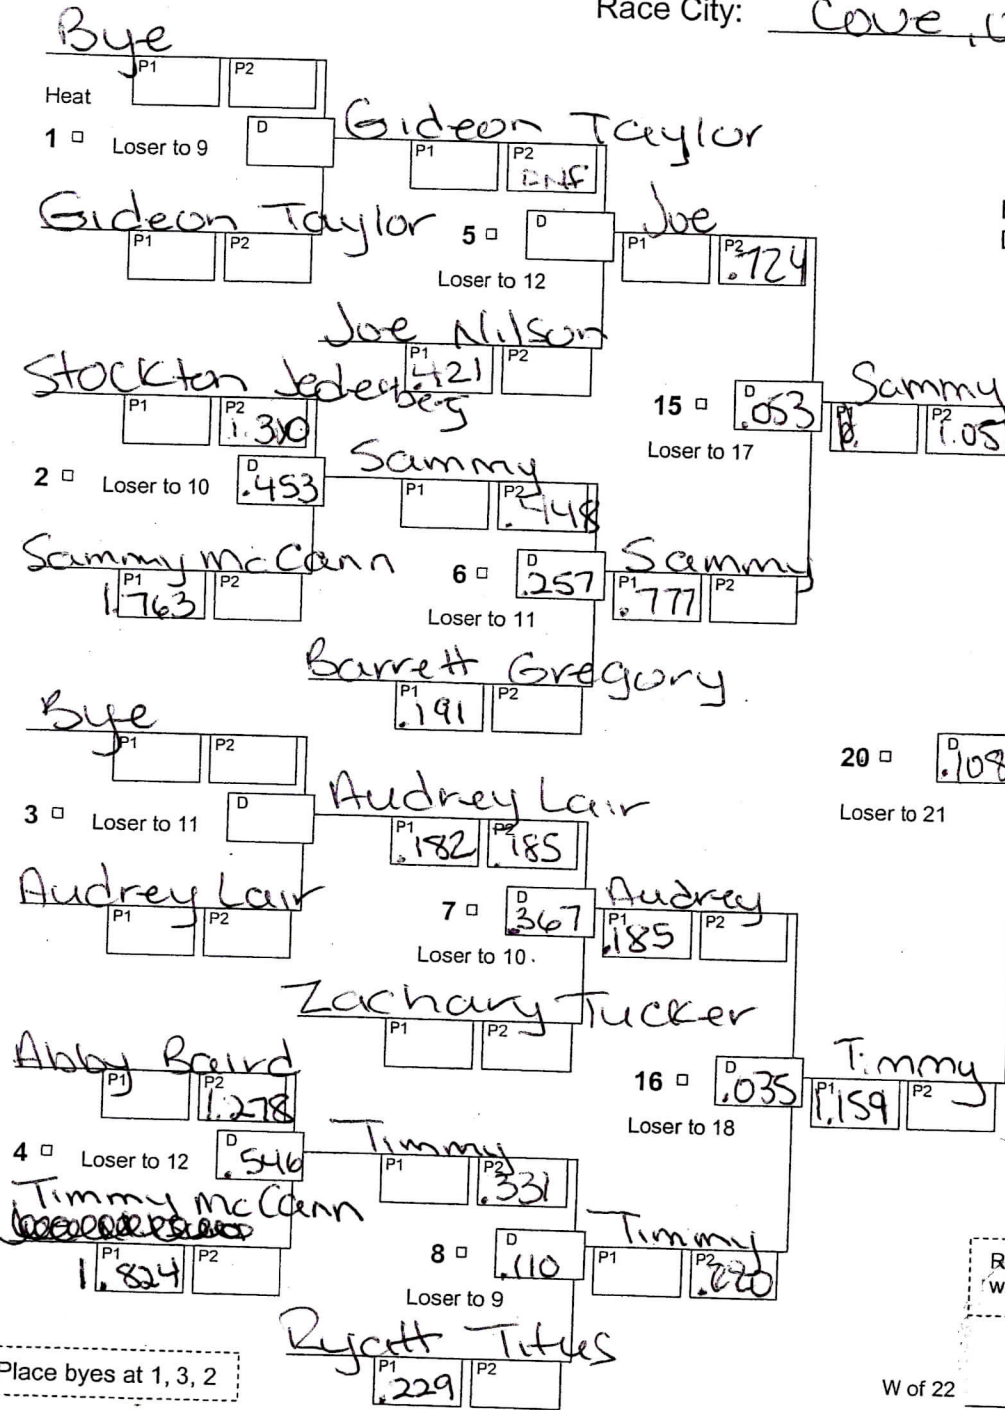 Race City: Cove,
Bye
P1 P2
Heat
1 Loser to 9 D
Gideon Taylor
P1 P2 DNF
Gideon Taylor
P1 P2
5 D
Loser to 12
Joe
P1 P2 .724
Joe Nilson
P1 .421 P2
Stockton Jederberg
P1 P2 1.310
15 D .053
Loser to 17
Sammy
P1 P2 1.05
2 Loser to 10 D .453
Sammy
P1 P2 .448
Sammy McCann
P1 1.763 P2
6 D .257
Loser to 11
Sammy
P1 .777 P2
Barrett Gregory
P1 .191 P2
Bye
P1 P2
20 D .108
Loser to 21
3 Loser to 11 D
Audrey Lair
P1 .182 P2 .185
Audrey Lair
P1 P2
7 D .367
Loser to 10.
Audrey
P1 .185 P2
Zachary Tucker
P1 P2
Abby Baird
P1 P2 1.278
16 D .035
Loser to 18
Timmy
P1 1.159 P2
4 Loser to 12 D .546
Timmy
P1 P2 .331
Timmy McCann
P1 1.824 P2
8 D .110
Loser to 9
Timmy
P1 P2 .220
Ryatt Titus
P1 .229 P2
Place byes at 1, 3, 2
W of 22